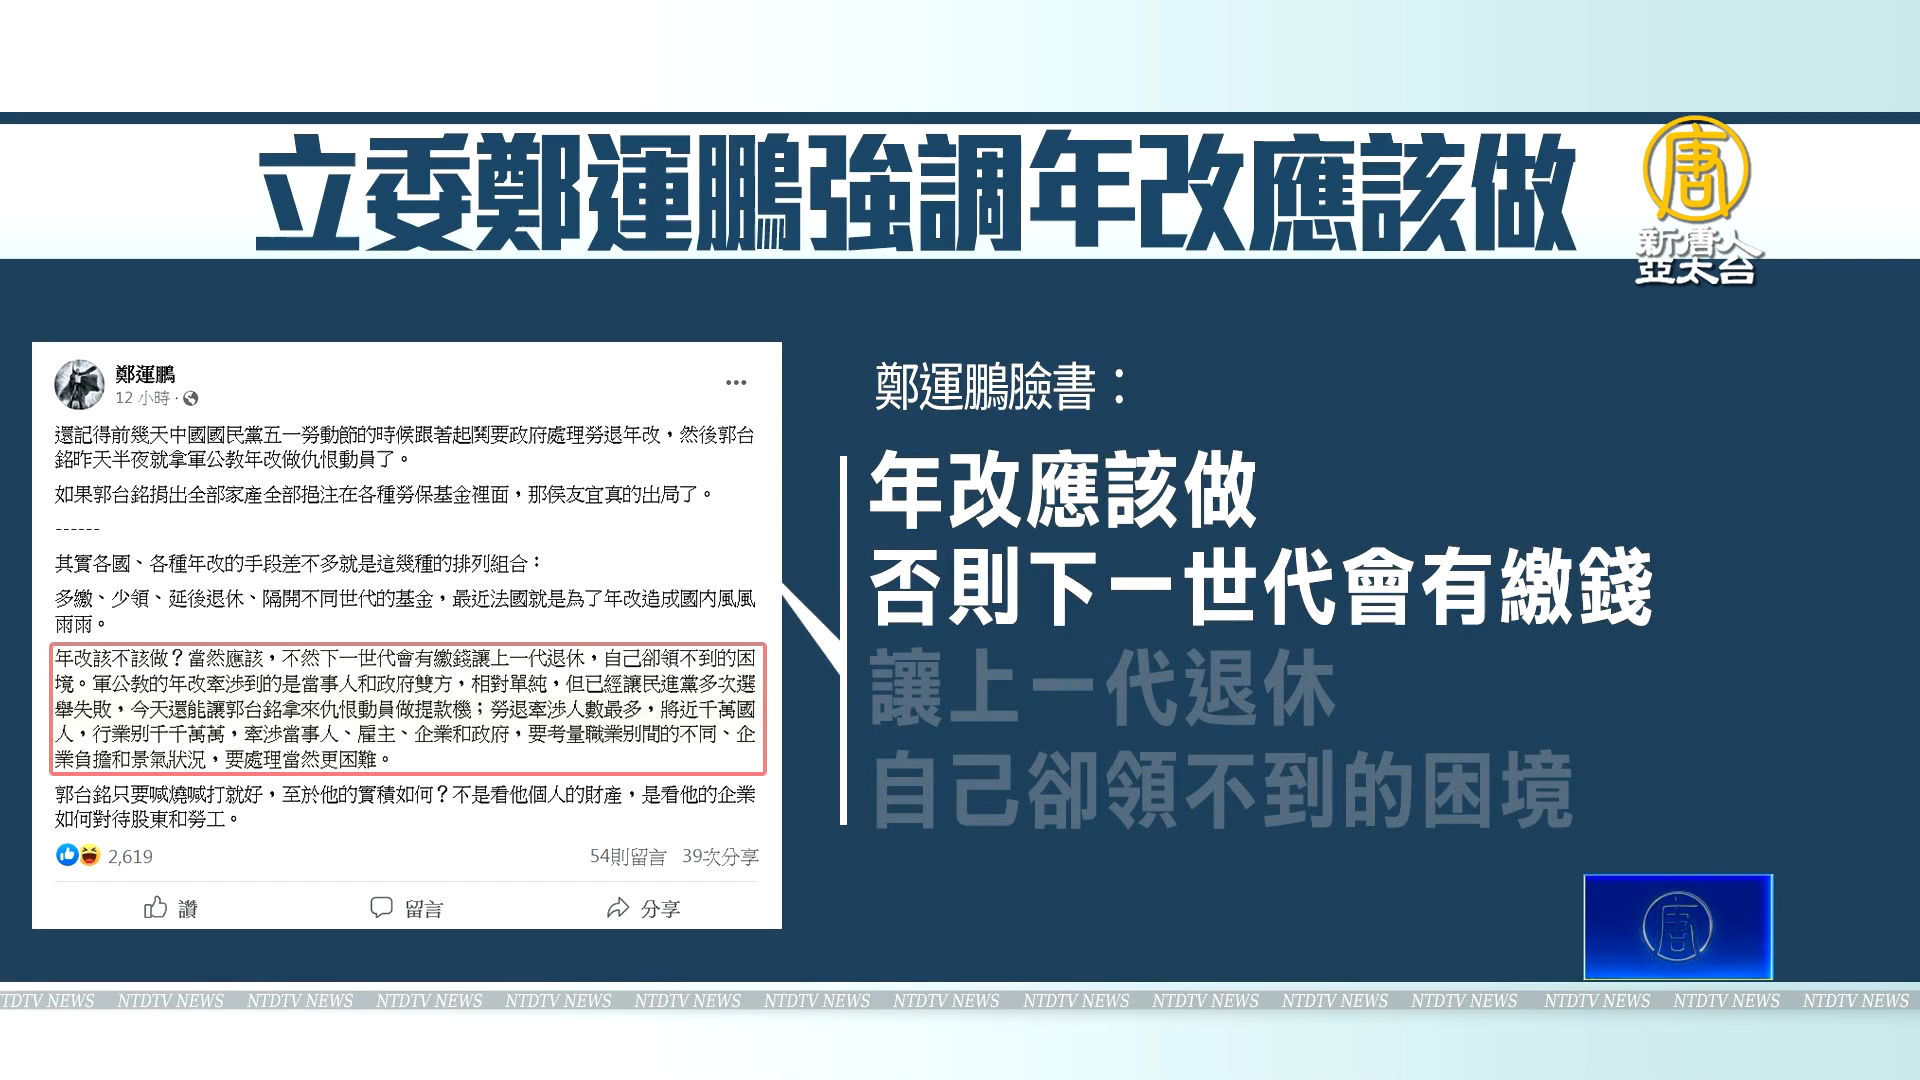 立委鄭運鵬強調年改應該做
唐
新唐人
亞太台
鄭運鵬
12 小時·
還記得前幾天中國國民黨五一勞動節的時候跟著起鬨要政府處理勞退年改，然後郭台
銘昨天半夜就拿軍公教年改做仇恨動員了。
如果郭台銘捐出全部家產全部挹注在各種勞保基金裡面，那侯友宜真的出局了。
------
其實各國、各種年改的手段差不多就是這幾種的排列組合：
多繳、少領、延後退休、隔開不同世代的基金，最近法國就是為了年改造成國內風風
雨雨。
年改該不該做？當然應該，不然下一世代會有繳錢讓上一代退休，自己卻領不到的困
境。軍公教的年改牽涉到的是當事人和政府雙方，相對單純，但已經讓民進黨多次選
舉失敗，今天還能讓郭台銘拿來仇恨動員做提款機；勞退牽涉人數最多，將近千萬國
人，行業別千千萬萬，牽涉當事人、雇主、企業和政府，要考量職業別間的不同、企
業負擔和景氣狀況，要處理當然更困難。
郭台銘只要喊燒喊打就好，至於他的實積如何？不是看他個人的財產，是看他的企業
如何對待股東和勞工。
2,619
54則留言 39次分享
讚 留言 分享
鄭運鵬臉書：
年改應該做
否則下一世代會有繳錢
讓上一代退休
自己卻領不到的困境
唐
TDTV NEWS NTDTV NEWS NTDTV NEWS NTDTV NEWS NTDTV NEWS NTDTV NEWS NTDTV NEWS NTDTV NEWS NTDTV NEWS NTDTV NEWS NTDTV NEWS NTDTV NEWS NTDTV NEWS NTDTV NEWS NTDTV NEWS